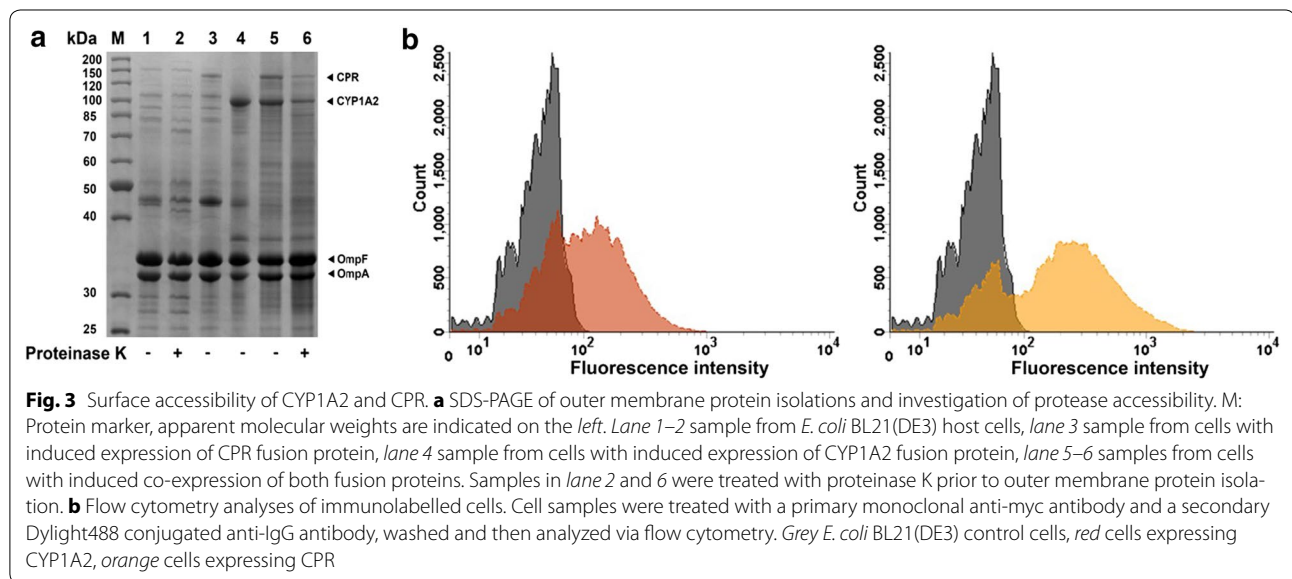 a kDa M 1 2 3 4 5 6
200
150
120
100
85
70
60
50
40
30
25
◄ CPR
◄ CYP1A2
◄ OmpF
◄ OmpA
Proteinase K - + - - - +
b
Count
2,500
2,000
1,500
1,000
500
0
0 10¹ 10² 10³ 10⁴
Fluorescence intensity
Count
2,500
2,000
1,500
1,000
500
0
0 10¹ 10² 10³ 10⁴
Fluorescence intensity
Fig. 3 Surface accessibility of CYP1A2 and CPR. a SDS-PAGE of outer membrane protein isolations and investigation of protease accessibility. M:
Protein marker, apparent molecular weights are indicated on the left. Lane 1–2 sample from E. coli BL21(DE3) host cells, lane 3 sample from cells with
induced expression of CPR fusion protein, lane 4 sample from cells with induced expression of CYP1A2 fusion protein, lane 5–6 samples from cells
with induced co-expression of both fusion proteins. Samples in lane 2 and 6 were treated with proteinase K prior to outer membrane protein isola-
tion. b Flow cytometry analyses of immunolabelled cells. Cell samples were treated with a primary monoclonal anti-myc antibody and a secondary
Dylight488 conjugated anti-IgG antibody, washed and then analyzed via flow cytometry. Grey E. coli BL21(DE3) control cells, red cells expressing
CYP1A2, orange cells expressing CPR